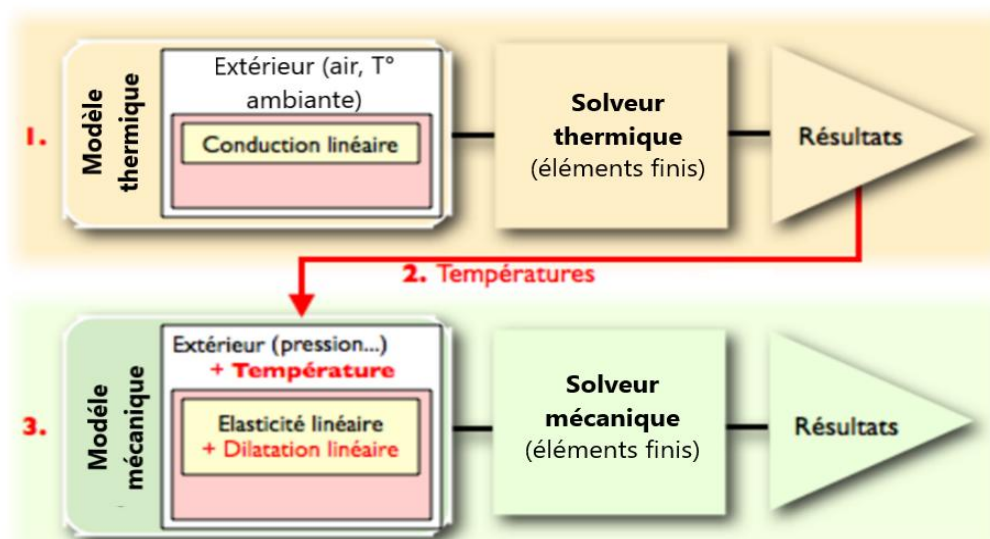 1.
Modèle
thermique
Extérieur (air, T°
ambiante)
Conduction linéaire
Solveur
thermique
(éléments finis)
Résultats
2. Températures
3.
Modéle
mécanique
Extérieur (pression...)
+ Température
Elasticité linéaire
+ Dilatation linéaire
Solveur
mécanique
(éléments finis)
Résultats